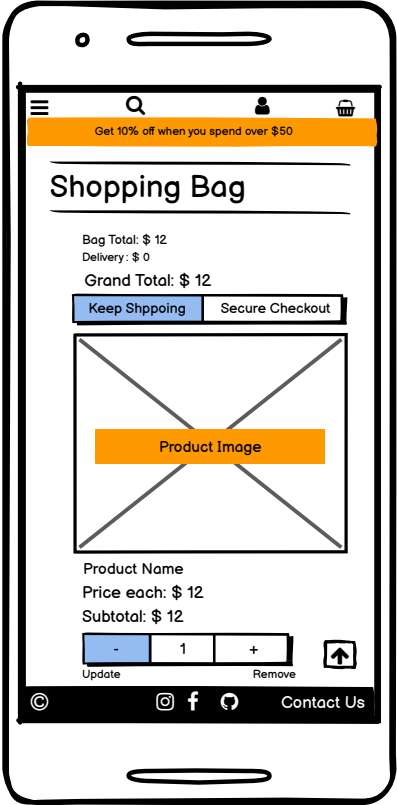 Get 10% off when you spend over $50
Shopping Bag
Bag Total: $ 12
Delivery: $ 0
Grand Total: $ 12
Keep Shppoing Secure Checkout
Product Image
Product Name
Price each: $ 12
Subtotal: $ 12
- 1 +
Update Remove
© Contact Us